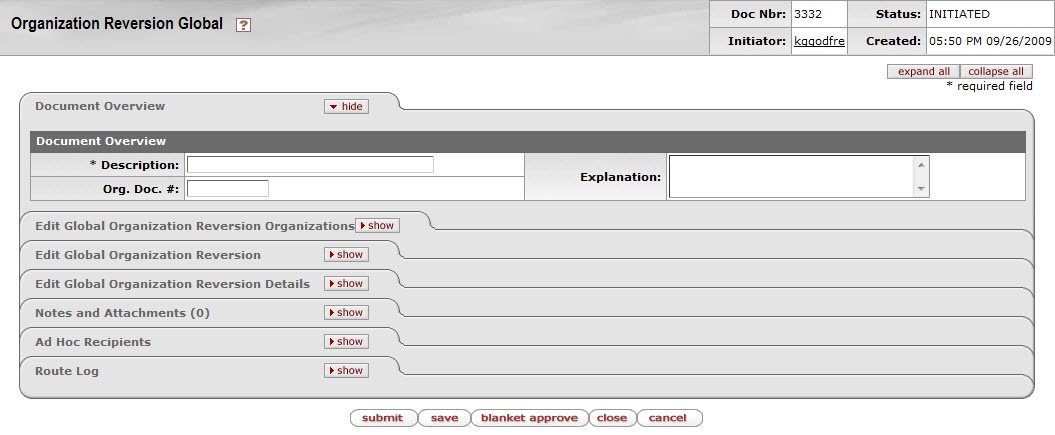 Organization Reversion Global ?
Doc Nbr: 3332 Status: INITIATED
Initiator: kggodfre Created: 05:50 PM 09/26/2009
expand all collapse all
* required field
Document Overview hide
Document Overview
* Description:
Explanation:
Org. Doc. #:
Edit Global Organization Reversion Organizations show
Edit Global Organization Reversion show
Edit Global Organization Reversion Details show
Notes and Attachments (0) show
Ad Hoc Recipients show
Route Log show
submit save blanket approve close cancel